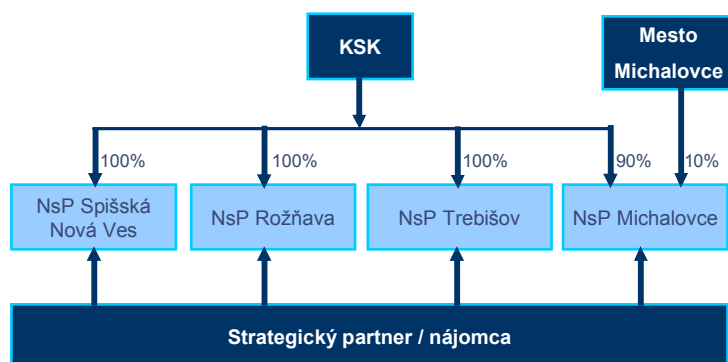 KSK
Mesto
Michalovce
100%
100%
100%
90%
10%
NsP Spišská
Nová Ves
NsP Rožňava
NsP Trebišov
NsP Michalovce
Strategický partner / nájomca